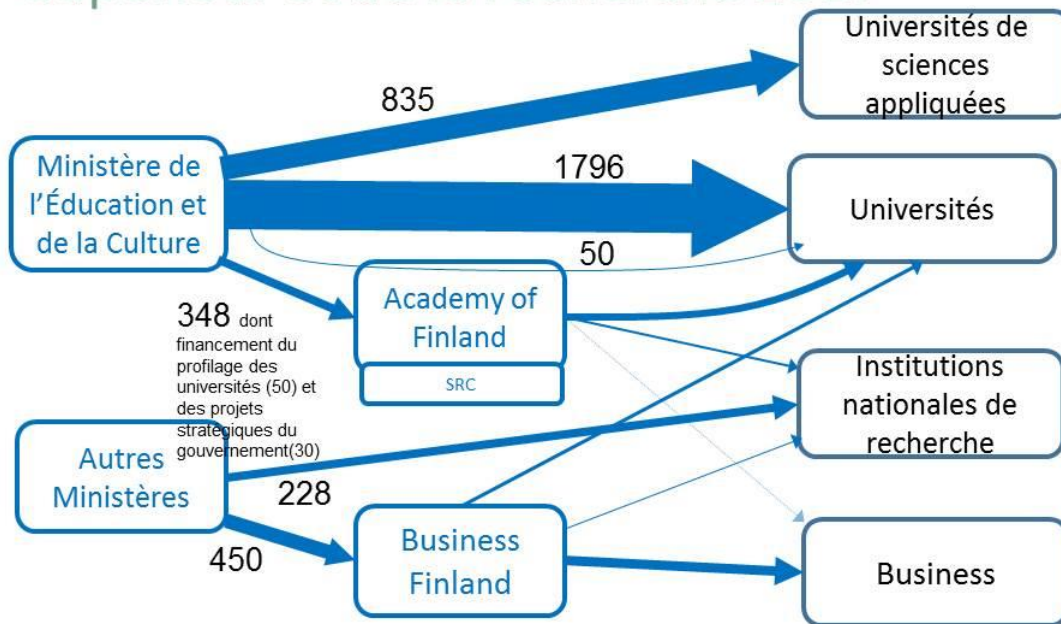 Universités de
sciences
appliquées
835
Ministère de
l'Éducation et
de la Culture
1796
Universités
50
Academy of
Finland
SRC
348 dont
financement du
profilage des
universités (50) et
des projets
stratégiques du
gouvernement(30)
Institutions
nationales de
recherche
Autres
Ministères
228
450
Business
Finland
Business